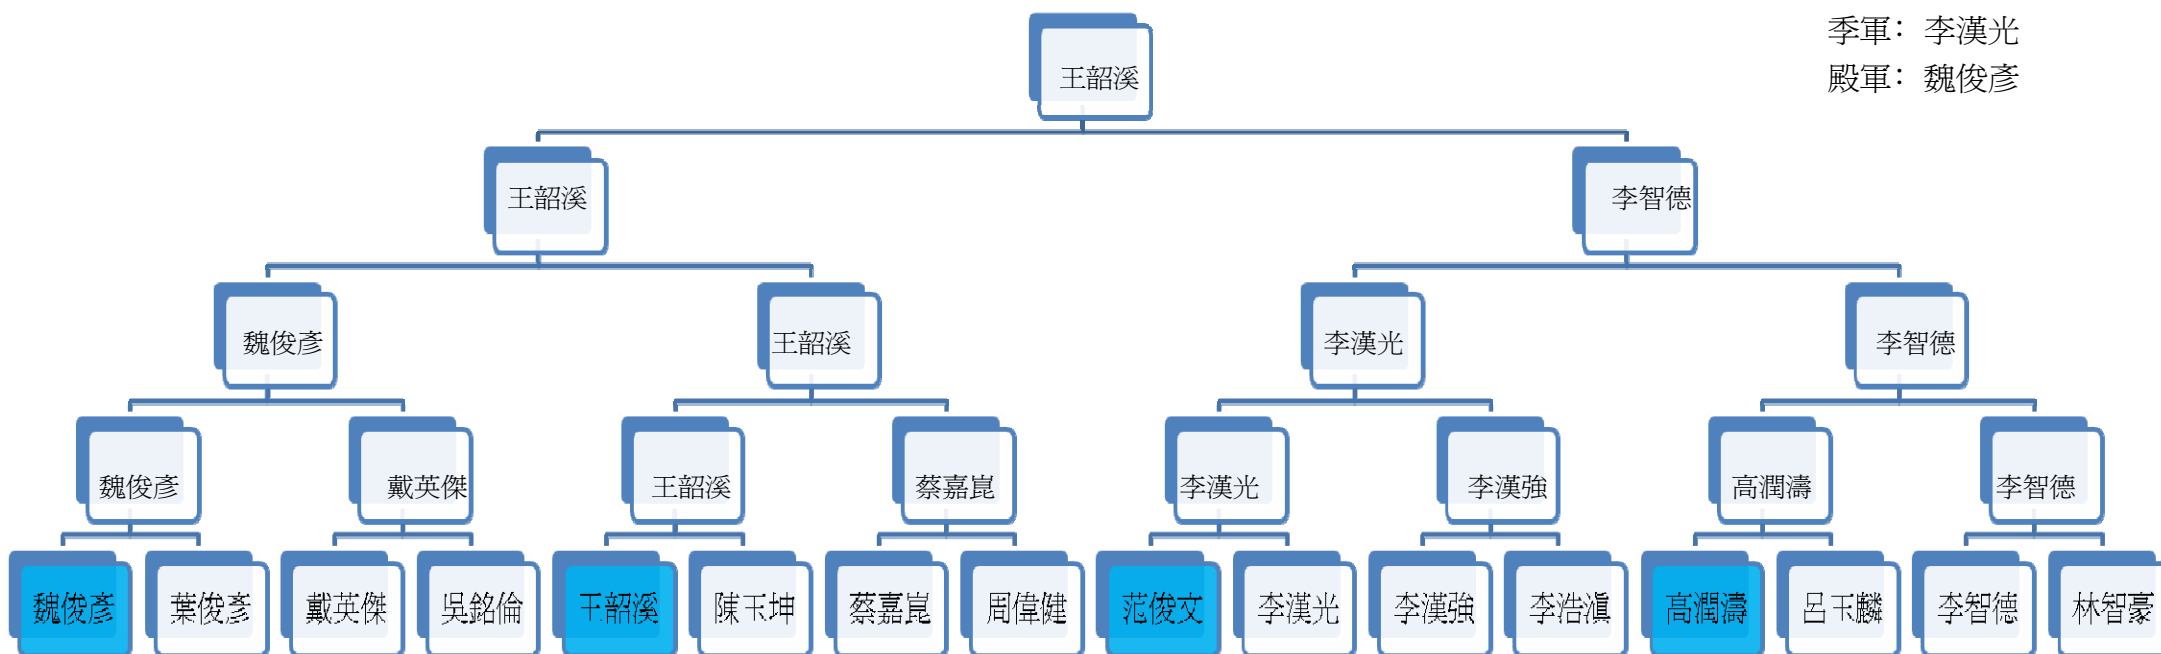 季軍：李漢光
殿軍：魏俊彥
王韶溪
王韶溪
李智德
魏俊彥
王韶溪
李漢光
李智德
魏俊彥
戴英傑
王韶溪
蔡嘉崑
李漢光
李漢強
高潤濤
李智德
魏俊彥
葉俊彥
戴英傑
吳銘倫
王韶溪
陳玉坤
蔡嘉崑
周偉健
范俊文
李漢光
李漢強
李浩滇
高潤濤
呂玉麟
李智德
林智豪